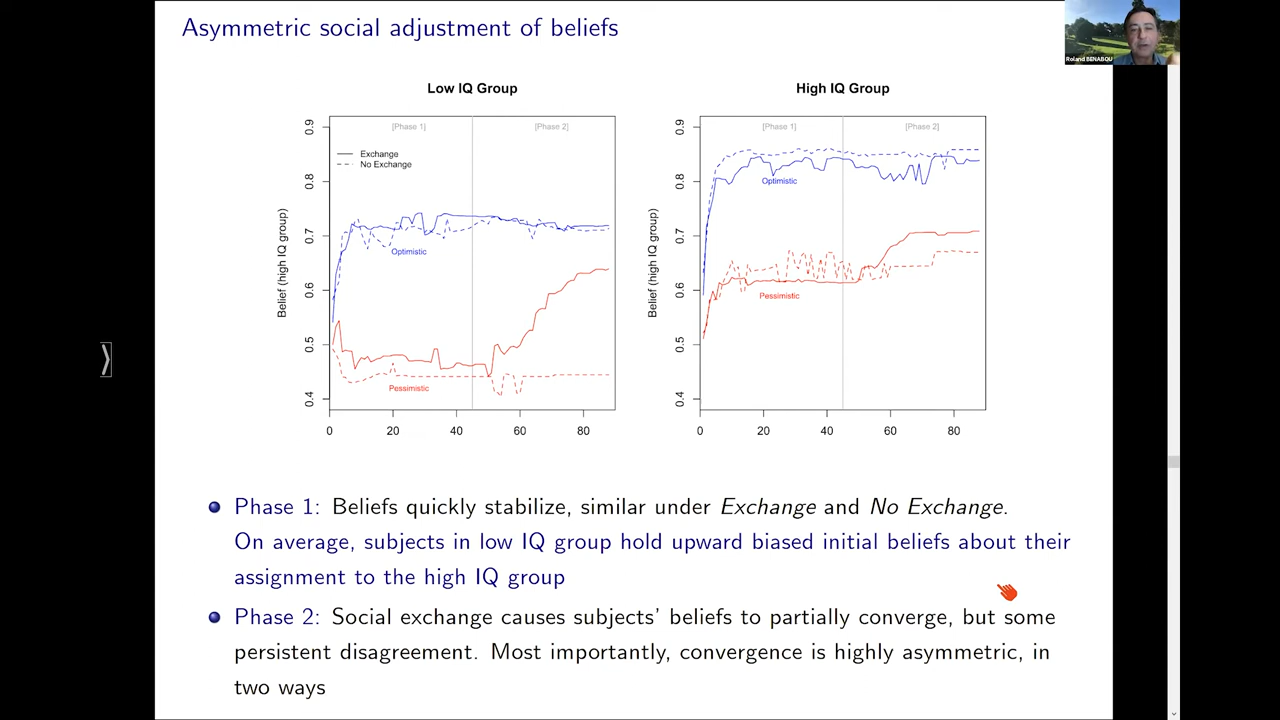 Asymmetric social adjustment of beliefs
Roland BENABOU
Low IQ Group
[Phase 1]
[Phase 2]
Exchange
No Exchange
Optimistic
Pessimistic
Belief (high IQ group)
0.9
0.8
0.7
0.6
0.5
0.4
0 20 40 60 80
High IQ Group
[Phase 1]
[Phase 2]
Optimistic
Pessimistic
Belief (high IQ group)
0.9
0.8
0.7
0.6
0.5
0.4
0 20 40 60 80
Phase 1: Beliefs quickly stabilize, similar under Exchange and No Exchange.
On average, subjects in low IQ group hold upward biased initial beliefs about their
assignment to the high IQ group
Phase 2: Social exchange causes subjects' beliefs to partially converge, but some
persistent disagreement. Most importantly, convergence is highly asymmetric, in
two ways